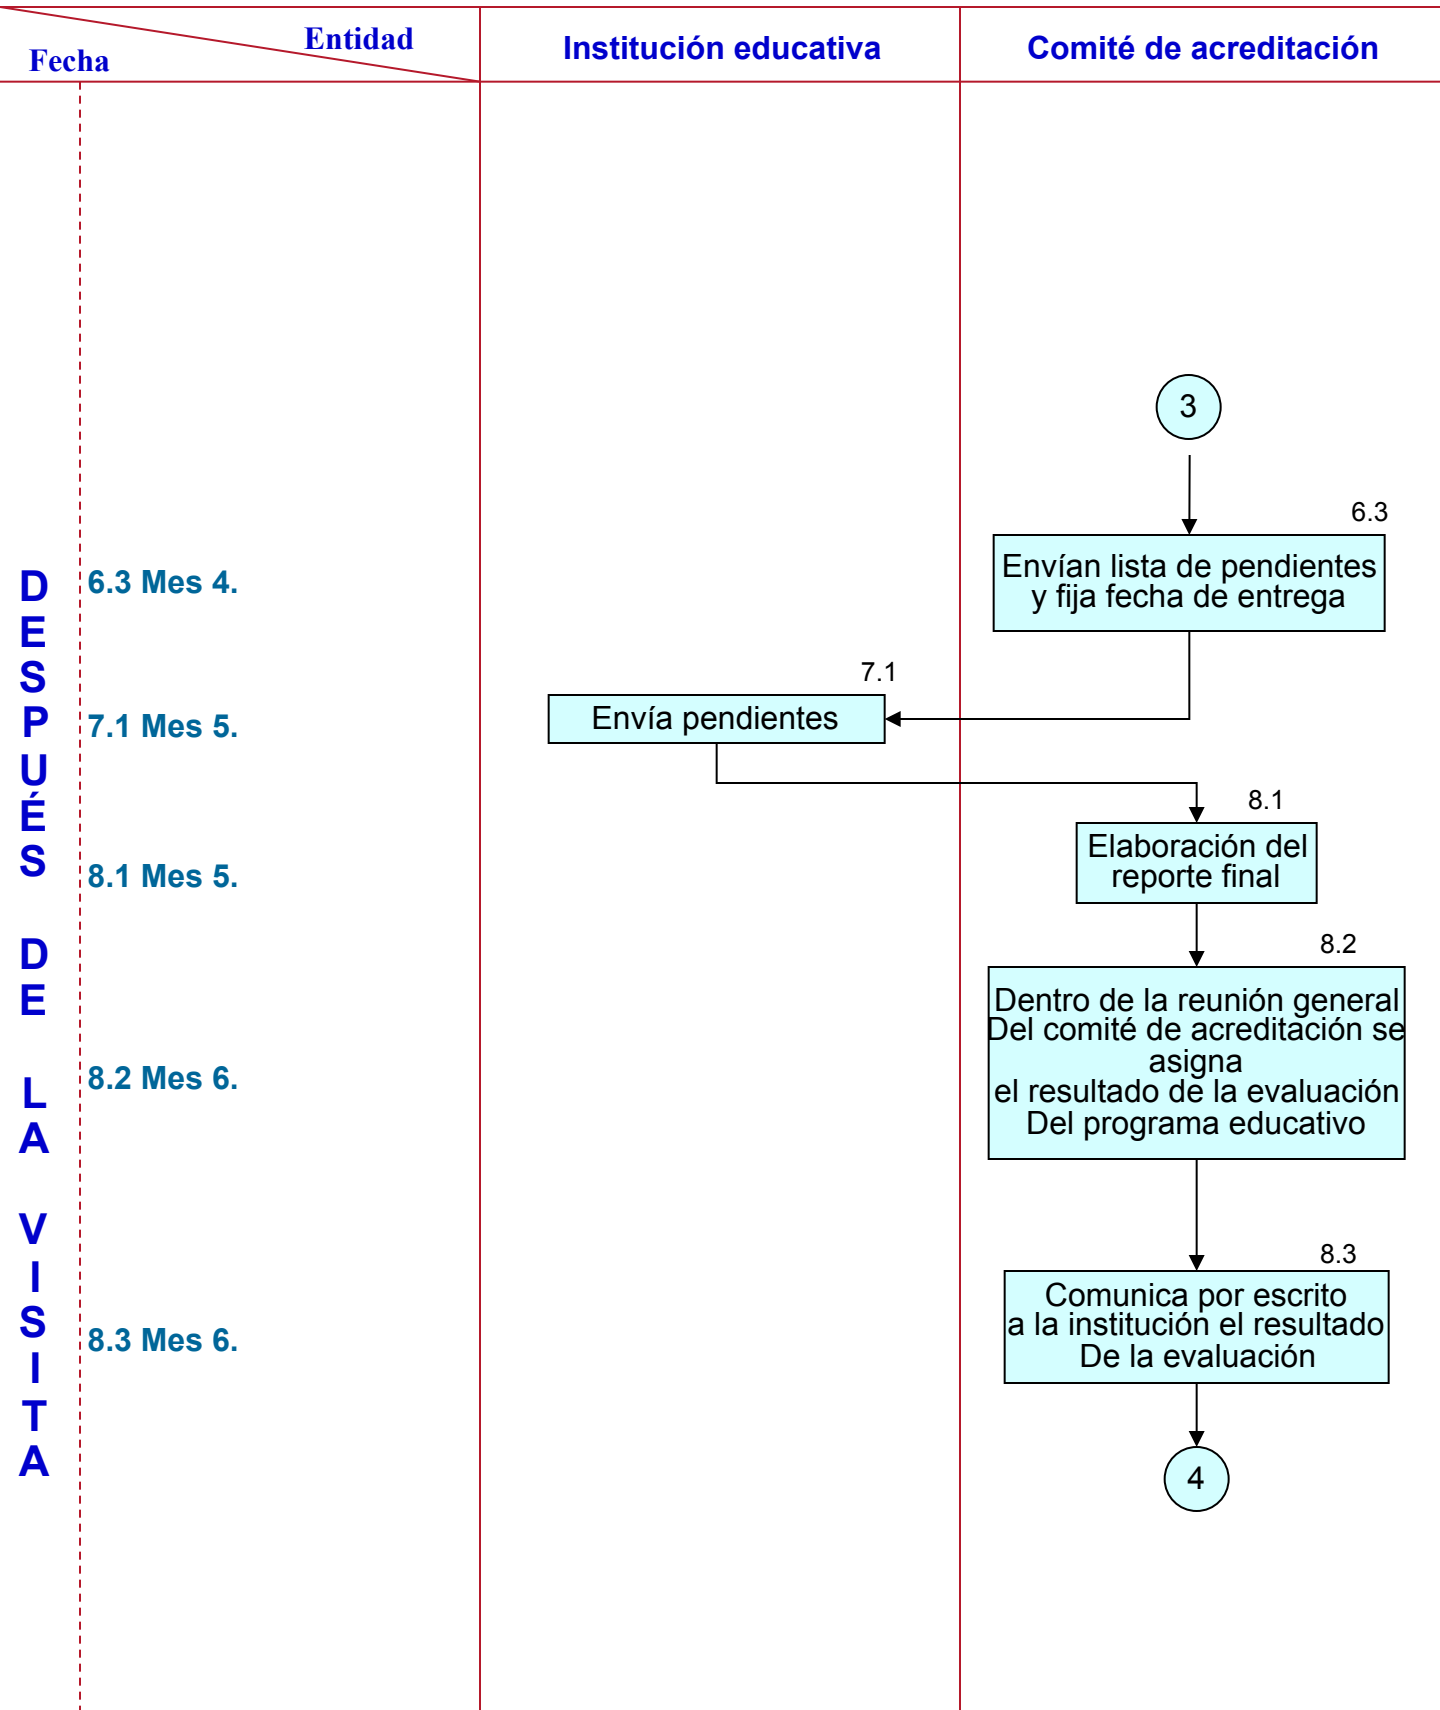 Entidad
Fecha
Institución educativa
Comité de acreditación
3
6.3
Envían lista de pendientes
y fija fecha de entrega
6.3 Mes 4.
7.1
Envía pendientes
7.1 Mes 5.
8.1
Elaboración del
reporte final
8.1 Mes 5.
8.2
Dentro de la reunión general
Del comité de acreditación se
asigna
el resultado de la evaluación
Del programa educativo
8.2 Mes 6.
8.3
Comunica por escrito
a la institución el resultado
De la evaluación
8.3 Mes 6.
4
DESPUÉS DE LA VISITA